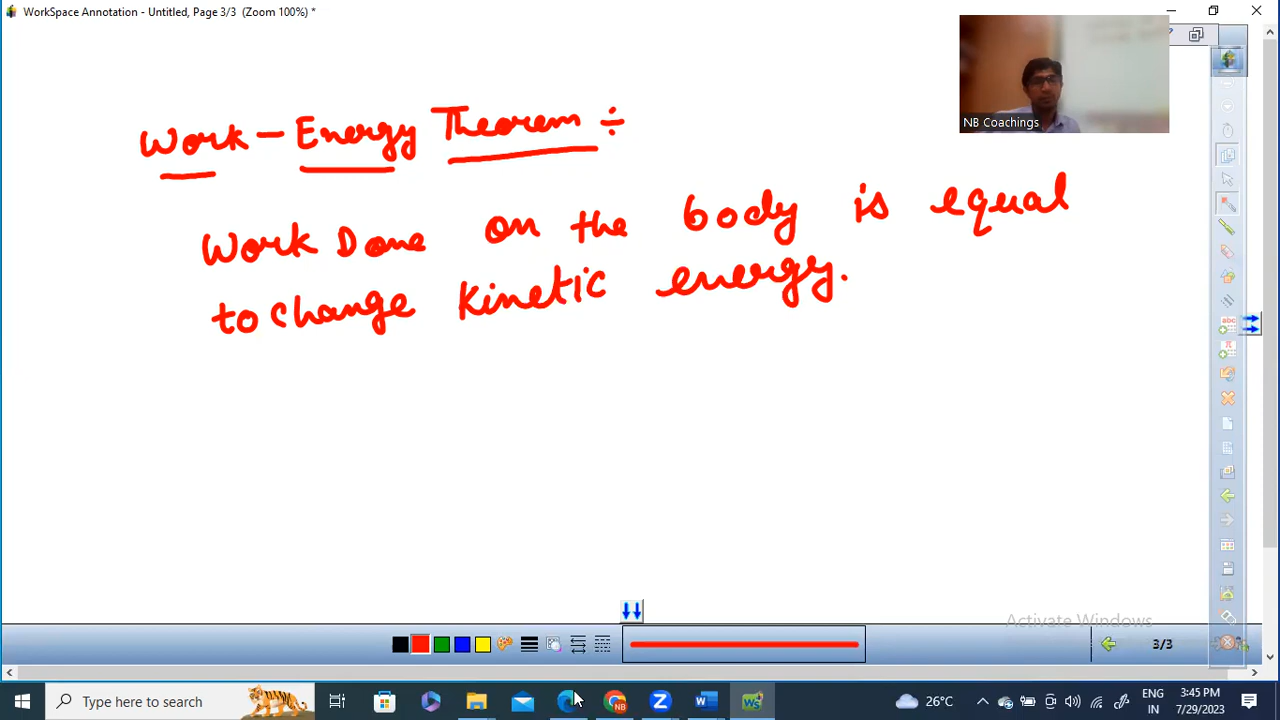 WorkSpace Annotation - Untitled, Page 3/3 (Zoom 100%) *
NB Coachings
Work - Energy Theorem ÷
Work Done on the body is equal
to change kinetic energy.
abc
π
Activate Windows
3/3
Type here to search
W
WS
26°C
ENG
IN
3:45 PM
7/29/2023